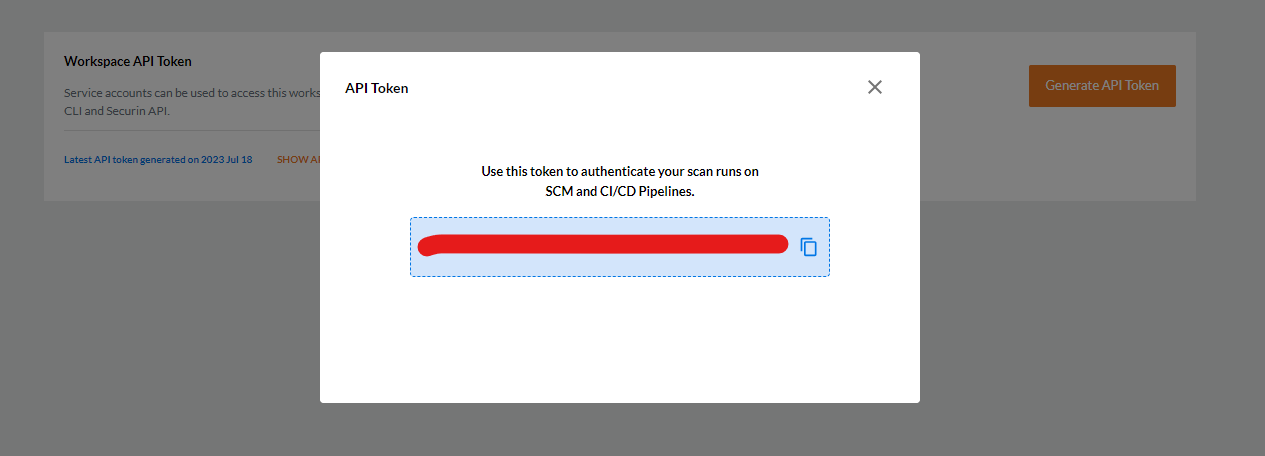 Workspace API Token
Service accounts can be used to access this works
CLI and Securin API.
Latest API token generated on 2023 Jul 18
SHOW
Generate API Token
API Token
Use this token to authenticate your scan runs on
SCM and CI/CD Pipelines.